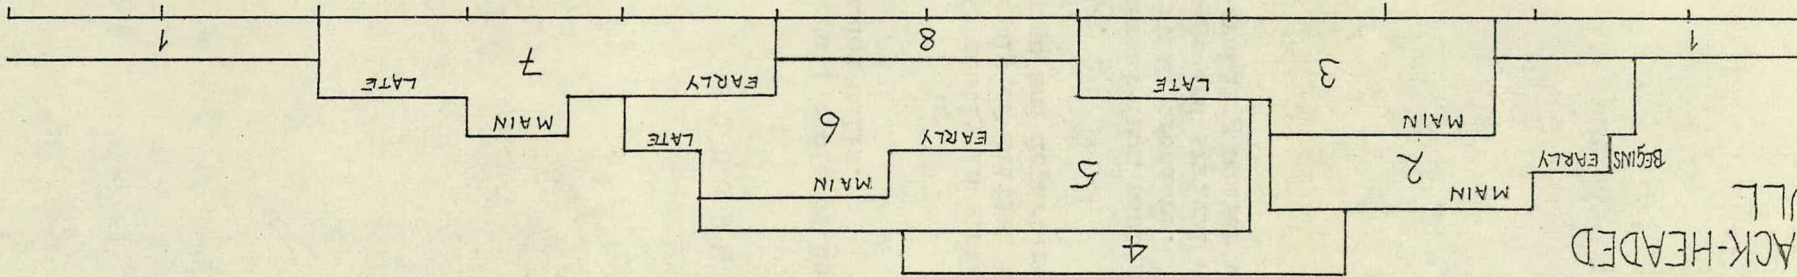 ACK-HEADED
ULL
4
MAIN
MAIN
BEGINS EARLY 2 5
EARLY LATE
MAIN 6 MAIN
LATE EARLY LATE
3 7
1 8 1